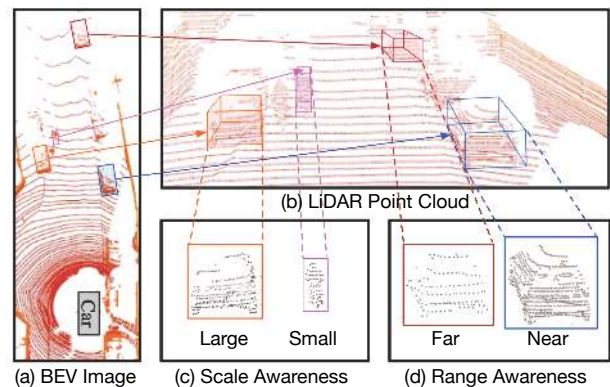 (b) LiDAR Point Cloud
Car
Large Small
Far Near
(a) BEV Image (c) Scale Awareness (d) Range Awareness